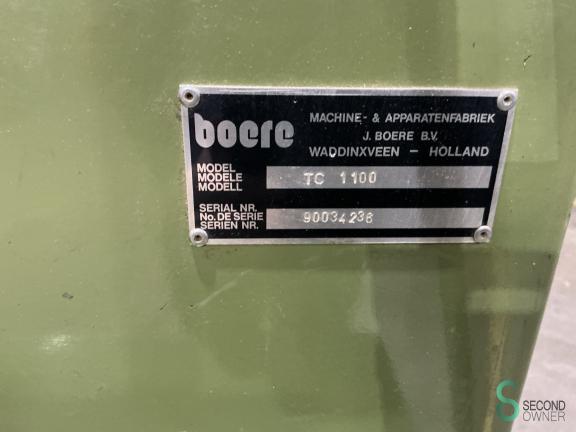 boere
MACHINE - & APPARATENFABRIEK
J. BOERE B.V.
WADDINXVEEN - HOLLAND
MODEL
MODELE
MODELL
TC 1100
SERIAL NR.
No. DE SERIE
SERIEN NR.
90034236
SECOND
OWNER